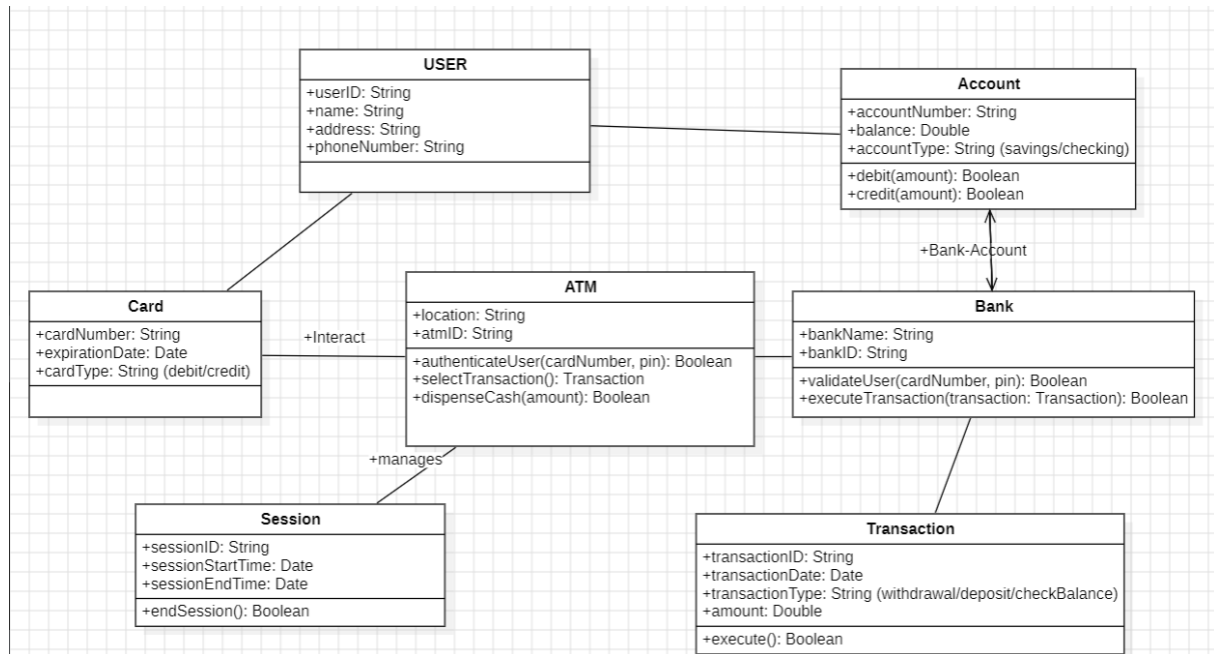 USER
+userID: String
+name: String
+address: String
+phoneNumber: String
Account
+accountNumber: String
+balance: Double
+accountType: String (savings/checking)
+debit(amount): Boolean
+credit(amount): Boolean
+Bank-Account
Card
+cardNumber: String
+expirationDate: Date
+cardType: String (debit/credit)
+Interact
ATM
+location: String
+atmID: String
+authenticateUser(cardNumber, pin): Boolean
+selectTransaction(): Transaction
+dispenseCash(amount): Boolean
Bank
+bankName: String
+bankID: String
+validateUser(cardNumber, pin): Boolean
+executeTransaction(transaction: Transaction): Boolean
+manages
Session
+sessionID: String
+sessionStartTime: Date
+sessionEndTime: Date
+endSession(): Boolean
Transaction
+transactionID: String
+transactionDate: Date
+transactionType: String (withdrawal/deposit/checkBalance)
+amount: Double
+execute(): Boolean